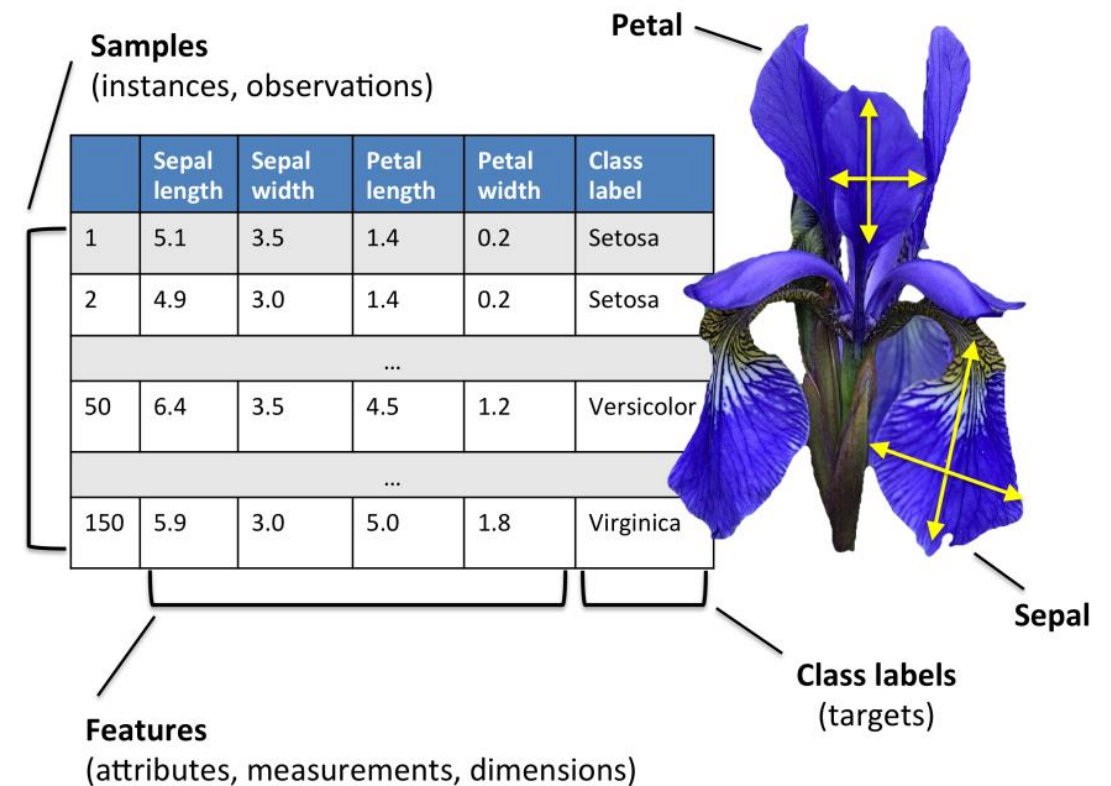 Samples
(instances, observations)
Petal
Sepal length Sepal width Petal length Petal width Class label
1 5.1 3.5 1.4 0.2 Setosa
2 4.9 3.0 1.4 0.2 Setosa
...
50 6.4 3.5 4.5 1.2 Versicolor
...
150 5.9 3.0 5.0 1.8 Virginica
Sepal
Class labels
(targets)
Features
(attributes, measurements, dimensions)